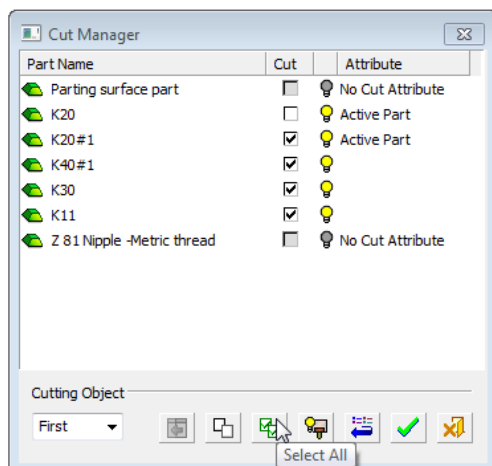 Cut Manager
Part Name Cut Attribute
Parting surface part No Cut Attribute
K20 Active Part
K20#1 Active Part
K40#1
K30
K11
Z 81 Nipple -Metric thread No Cut Attribute
Cutting Object
First
Select All